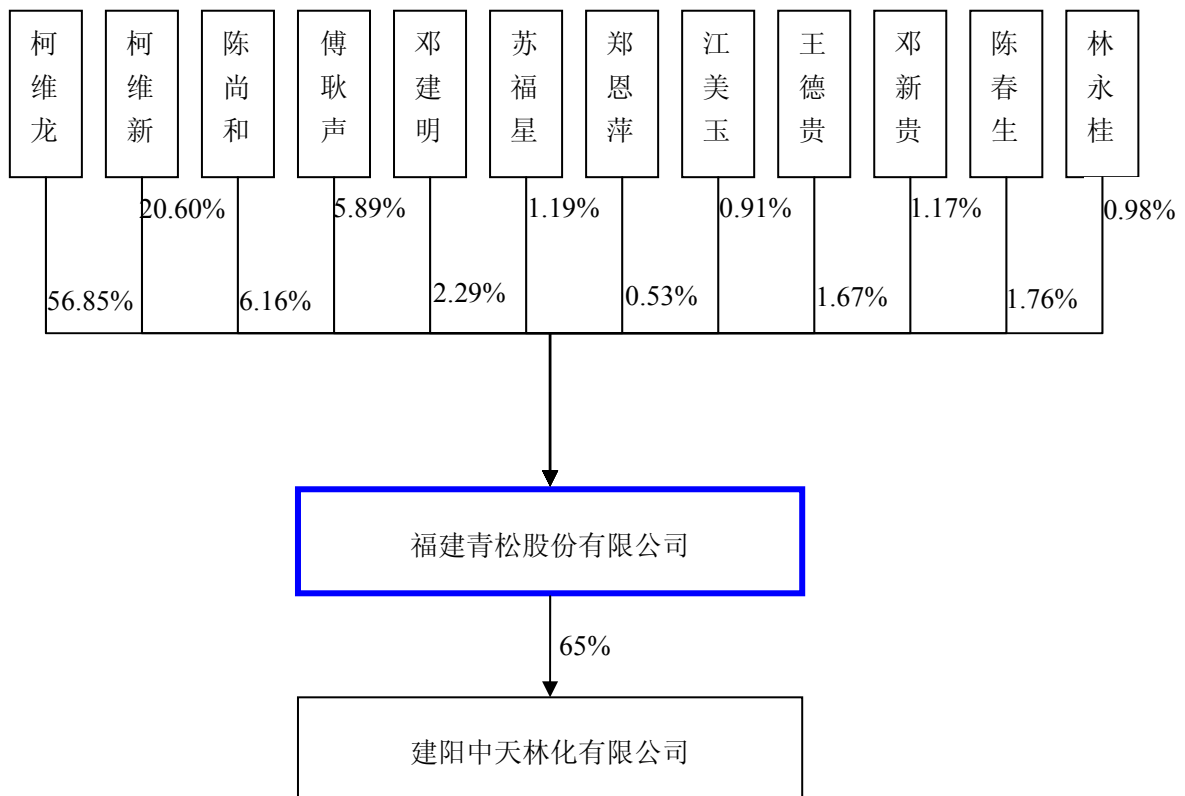 柯维龙
柯维新
陈尚和
傅耿声
邓建明
苏福星
郑恩萍
江美玉
王德贵
邓新贵
陈春生
林永桂
20.60%
5.89%
1.19%
0.91%
1.17%
0.98%
56.85%
6.16%
2.29%
0.53%
1.67%
1.76%
福建青松股份有限公司
65%
建阳中天林化有限公司